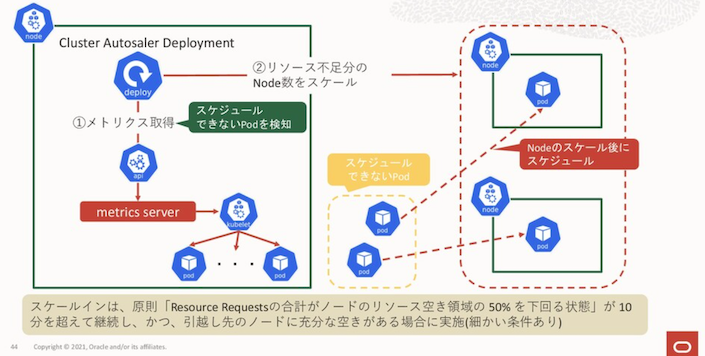 node
Cluster Autosaler Deployment
deploy
②リソース不足分の
Node数をスケール
スケジュール
できないPodを検知
①メトリクス取得
api
metrics server
kubelet
pod
・・・
pod
スケジュール
できないPod
pod
pod
node
pod
Nodeのスケール後に
スケジュール
node
pod
スケールインは、原則「Resource Requestsの合計がノードのリソース空き領域の 50% を下回る状態」が 10
分を超えて継続し、かつ、引越し先のノードに充分な空きがある場合に実施(細かい条件あり)
44 Copyright © 2021, Oracle and/or its affiliates.